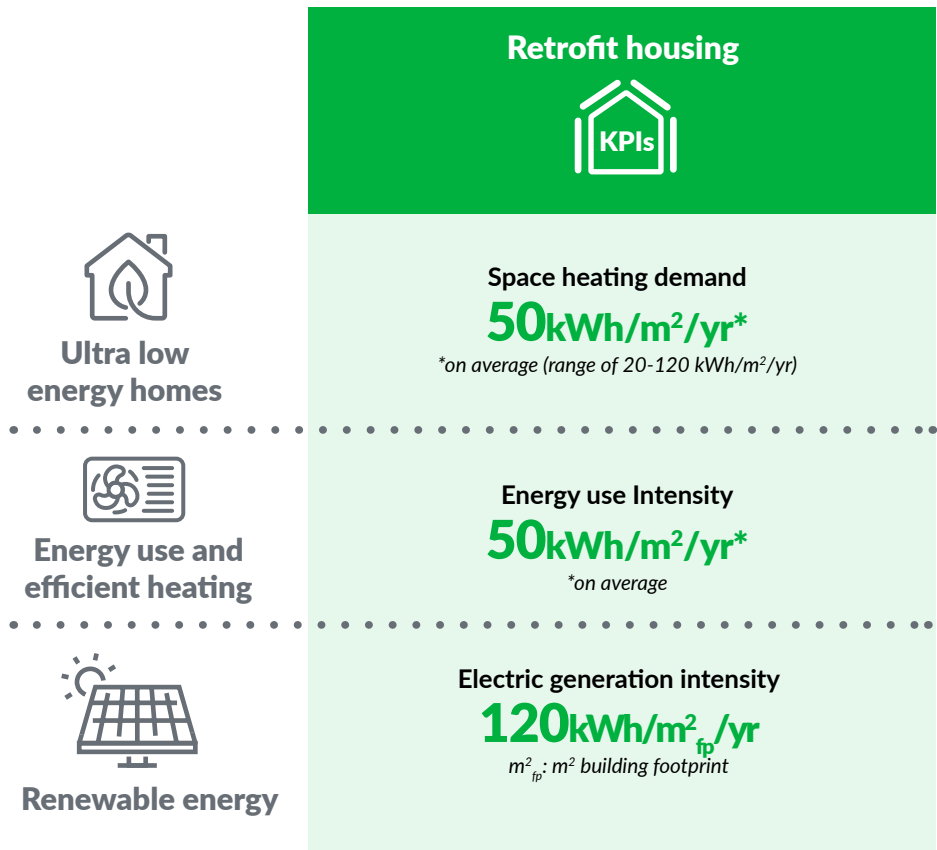 Retrofit housing
KPIs
Ultra low
energy homes
Space heating demand
50kWh/m²/yr*
*on average (range of 20-120 kWh/m²/yr)
Energy use and
efficient heating
Energy use Intensity
50kWh/m²/yr*
*on average
Renewable energy
Electric generation intensity
120kWh/m²fp/yr
m²fp: m² building footprint